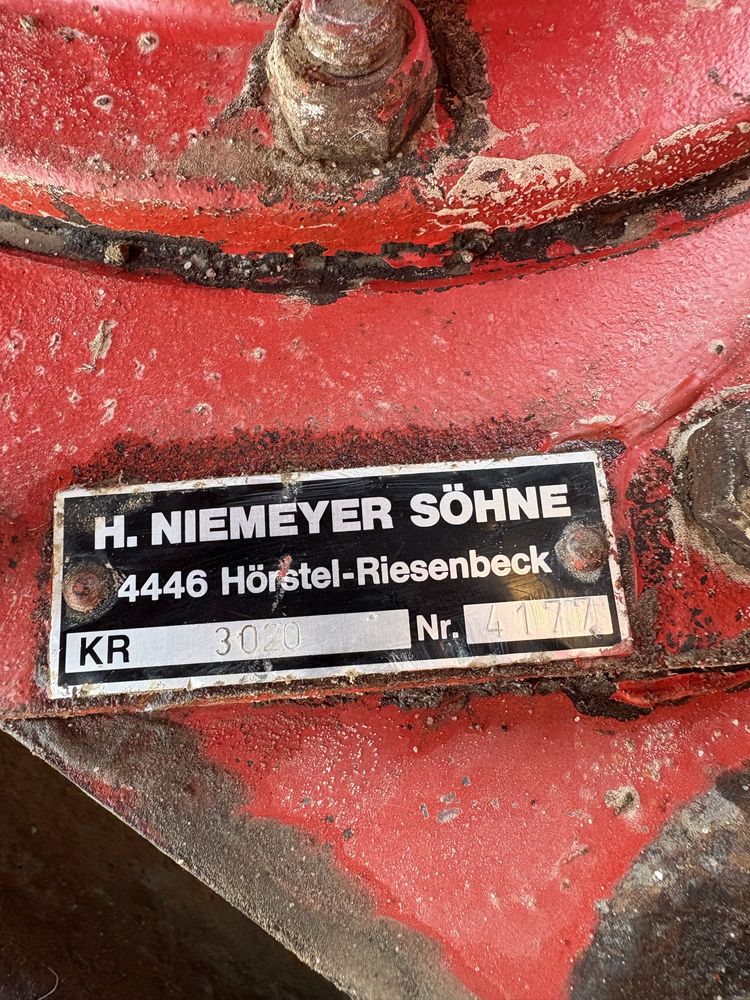 H. NIEMEYER SÖHNE
4446 Hörstel-Riesenbeck
KR 3020 Nr. 4177